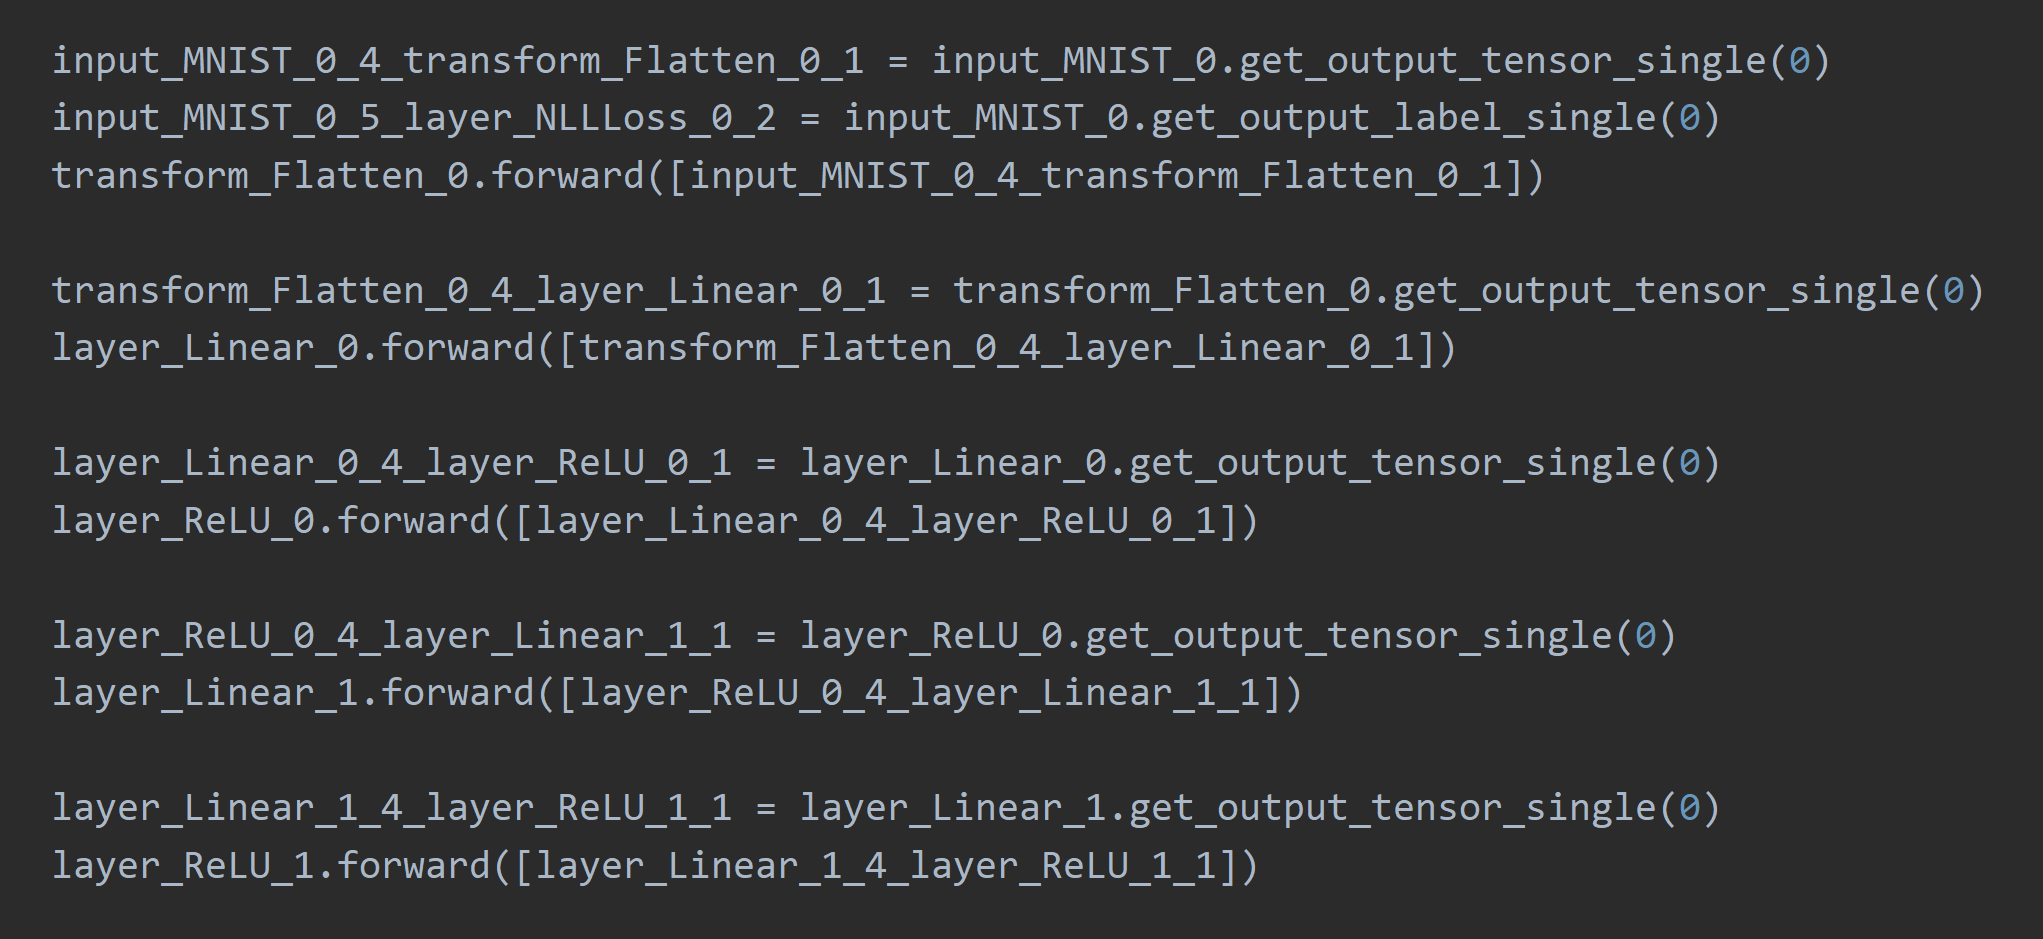 input_MNIST_0_4_transform_Flatten_0_1 = input_MNIST_0.get_output_tensor_single(0)
input_MNIST_0_5_layer_NLLLoss_0_2 = input_MNIST_0.get_output_label_single(0)
transform_Flatten_0.forward([input_MNIST_0_4_transform_Flatten_0_1])
transform_Flatten_0_4_layer_Linear_0_1 = transform_Flatten_0.get_output_tensor_single(0)
layer_Linear_0.forward([transform_Flatten_0_4_layer_Linear_0_1])
layer_Linear_0_4_layer_ReLU_0_1 = layer_Linear_0.get_output_tensor_single(0)
layer_ReLU_0.forward([layer_Linear_0_4_layer_ReLU_0_1])
layer_ReLU_0_4_layer_Linear_1_1 = layer_ReLU_0.get_output_tensor_single(0)
layer_Linear_1.forward([layer_ReLU_0_4_layer_Linear_1_1])
layer_Linear_1_4_layer_ReLU_1_1 = layer_Linear_1.get_output_tensor_single(0)
layer_ReLU_1.forward([layer_Linear_1_4_layer_ReLU_1_1])